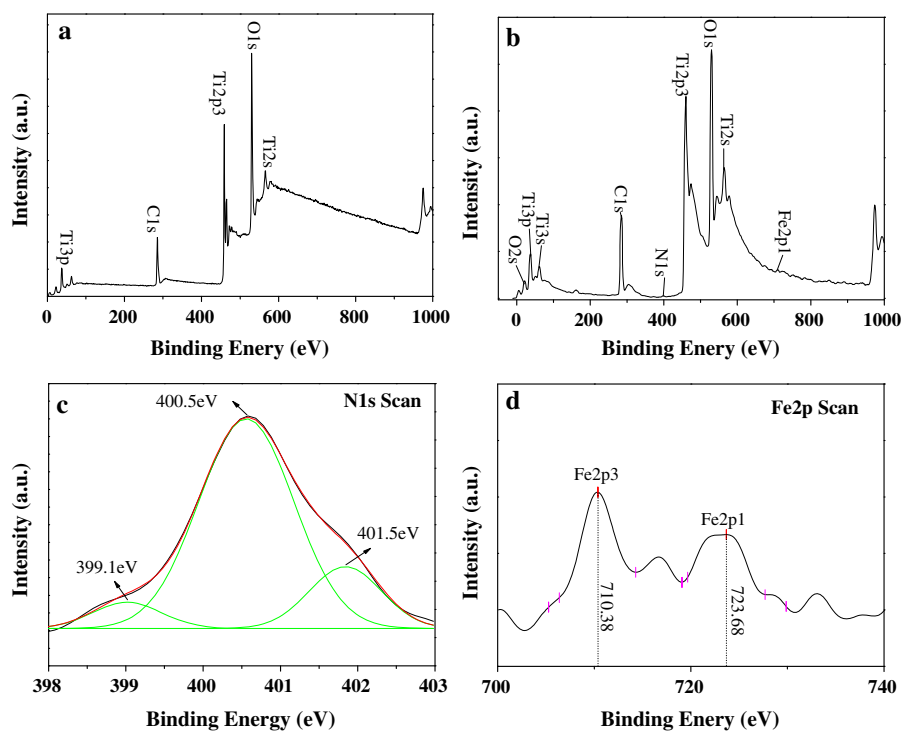 a
O1s
Ti2p3
Ti2s
C1s
Ti3p
Intensity (a.u.)
0 200 400 600 800 1000
Binding Enery (eV)
b
O1s
Ti2p3
Ti2s
C1s
Ti3p
Ti3s
O2s
N1s
Fe2p1
Intensity (a.u.)
0 200 400 600 800 1000
Binding Enery (eV)
c
400.5eV
N1s Scan
401.5eV
399.1eV
Intensity (a.u.)
398 399 400 401 402 403
Binding Energy (eV)
d
Fe2p Scan
Fe2p3
Fe2p1
710.38
723.68
Intensity (a.u.)
700 720 740
Binding Enery (eV)